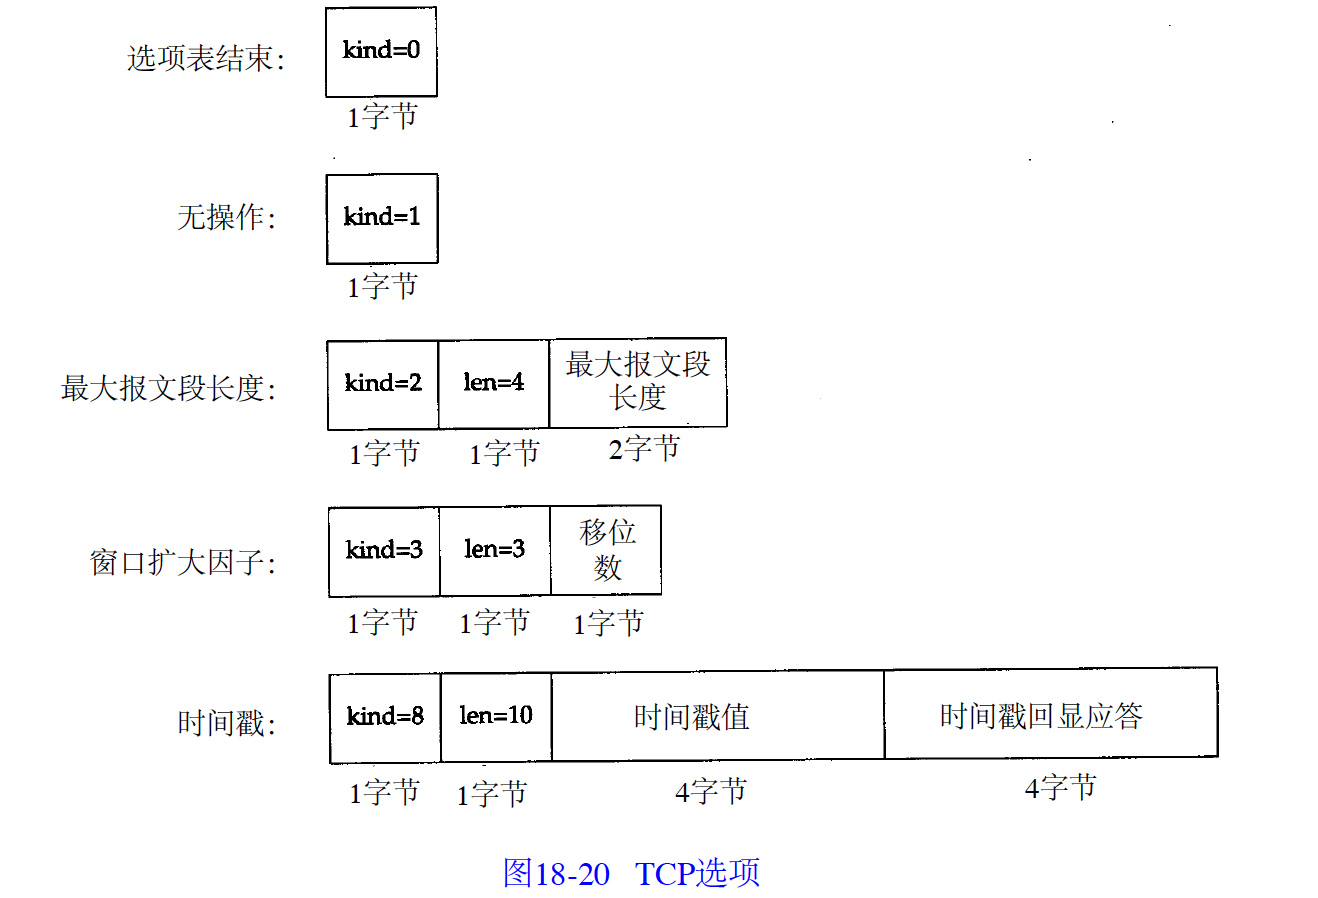 选项表结束:
kind=0
1字节
无操作:
kind=1
1字节
最大报文段长度:
kind=2 len=4 最大报文段
长度
1字节 1字节 2字节
窗口扩大因子:
kind=3 len=3 移位
数
1字节 1字节 1字节
时间戳:
kind=8 len=10 时间戳值 时间戳回显应答
1字节 1字节 4字节 4字节
图18-20 TCP选项